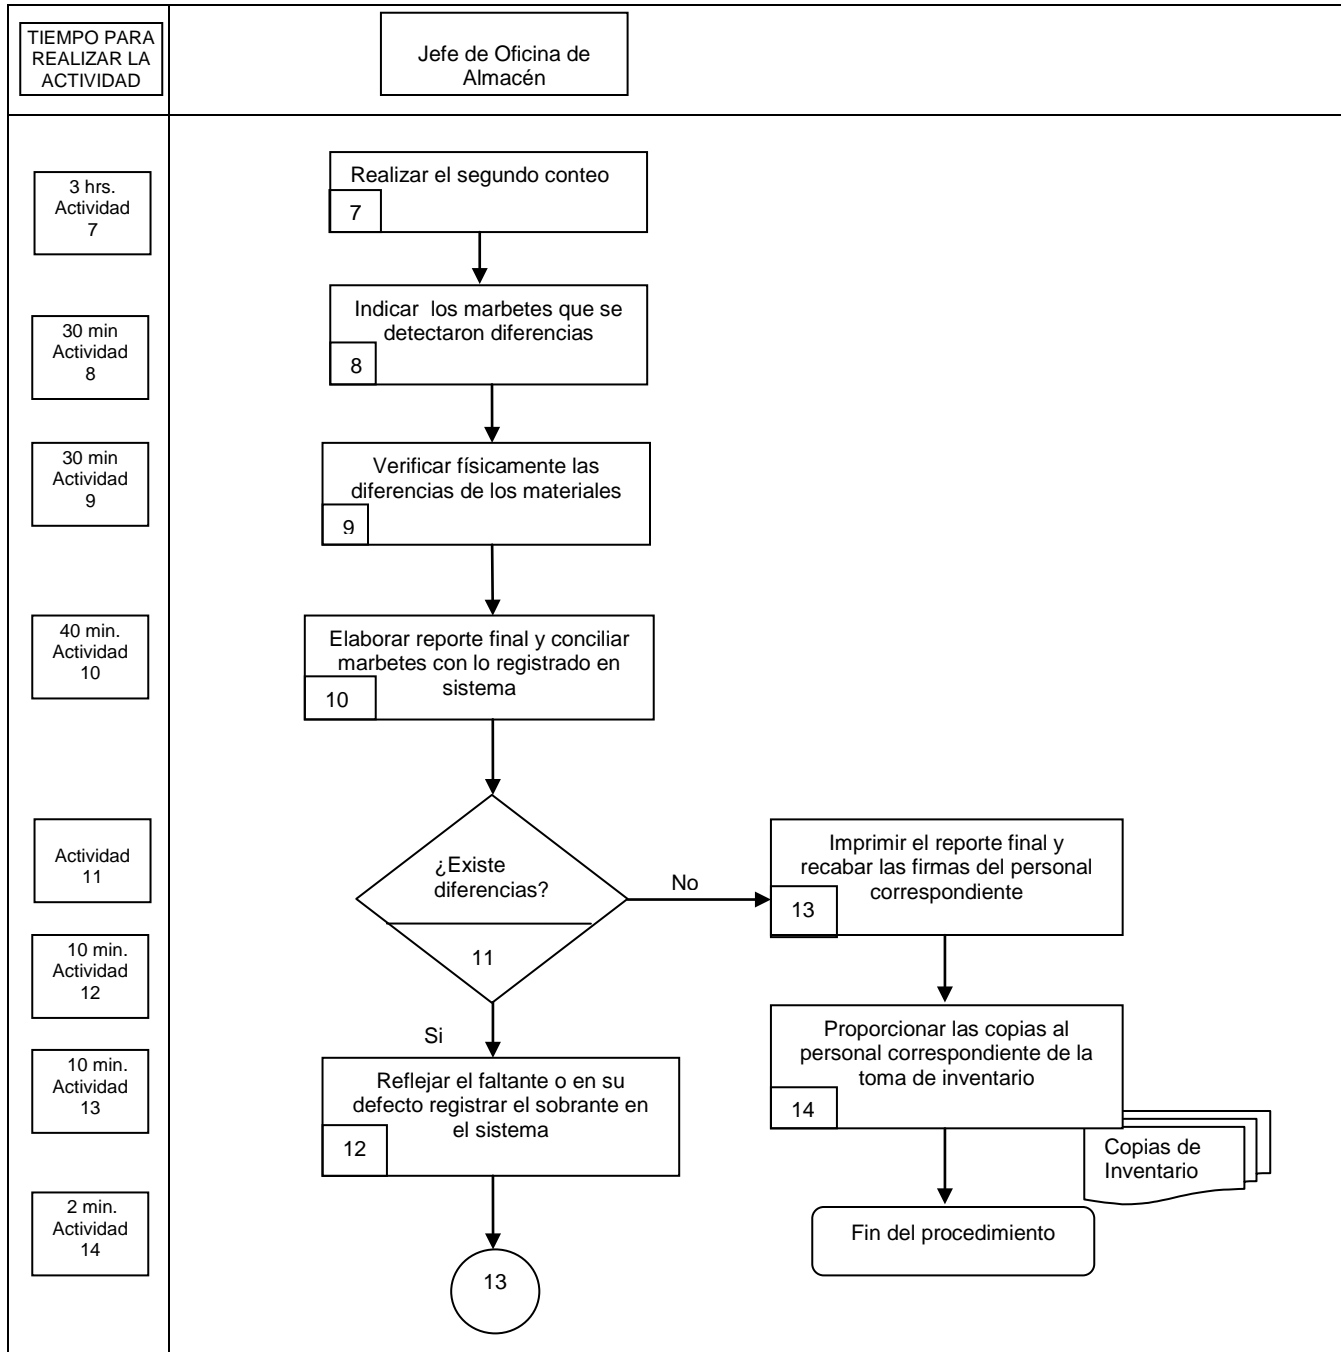 TIEMPO PARA
REALIZAR LA
ACTIVIDAD
Jefe de Oficina de
Almacén
3 hrs.
Actividad
7
Realizar el segundo conteo
7
30 min
Actividad
8
Indicar los marbetes que se
detectaron diferencias
8
30 min
Actividad
9
Verificar físicamente las
diferencias de los materiales
9
40 min.
Actividad
10
Elaborar reporte final y conciliar
marbetes con lo registrado en
sistema
10
Actividad
11
¿Existe
diferencias?
11
No
Imprimir el reporte final y
recabar las firmas del personal
correspondiente
13
10 min.
Actividad
12
Si
10 min.
Actividad
13
Reflejar el faltante o en su
defecto registrar el sobrante en
el sistema
12
Proporcionar las copias al
personal correspondiente de la
toma de inventario
14
Copias de
Inventario
2 min.
Actividad
14
13
Fin del procedimiento